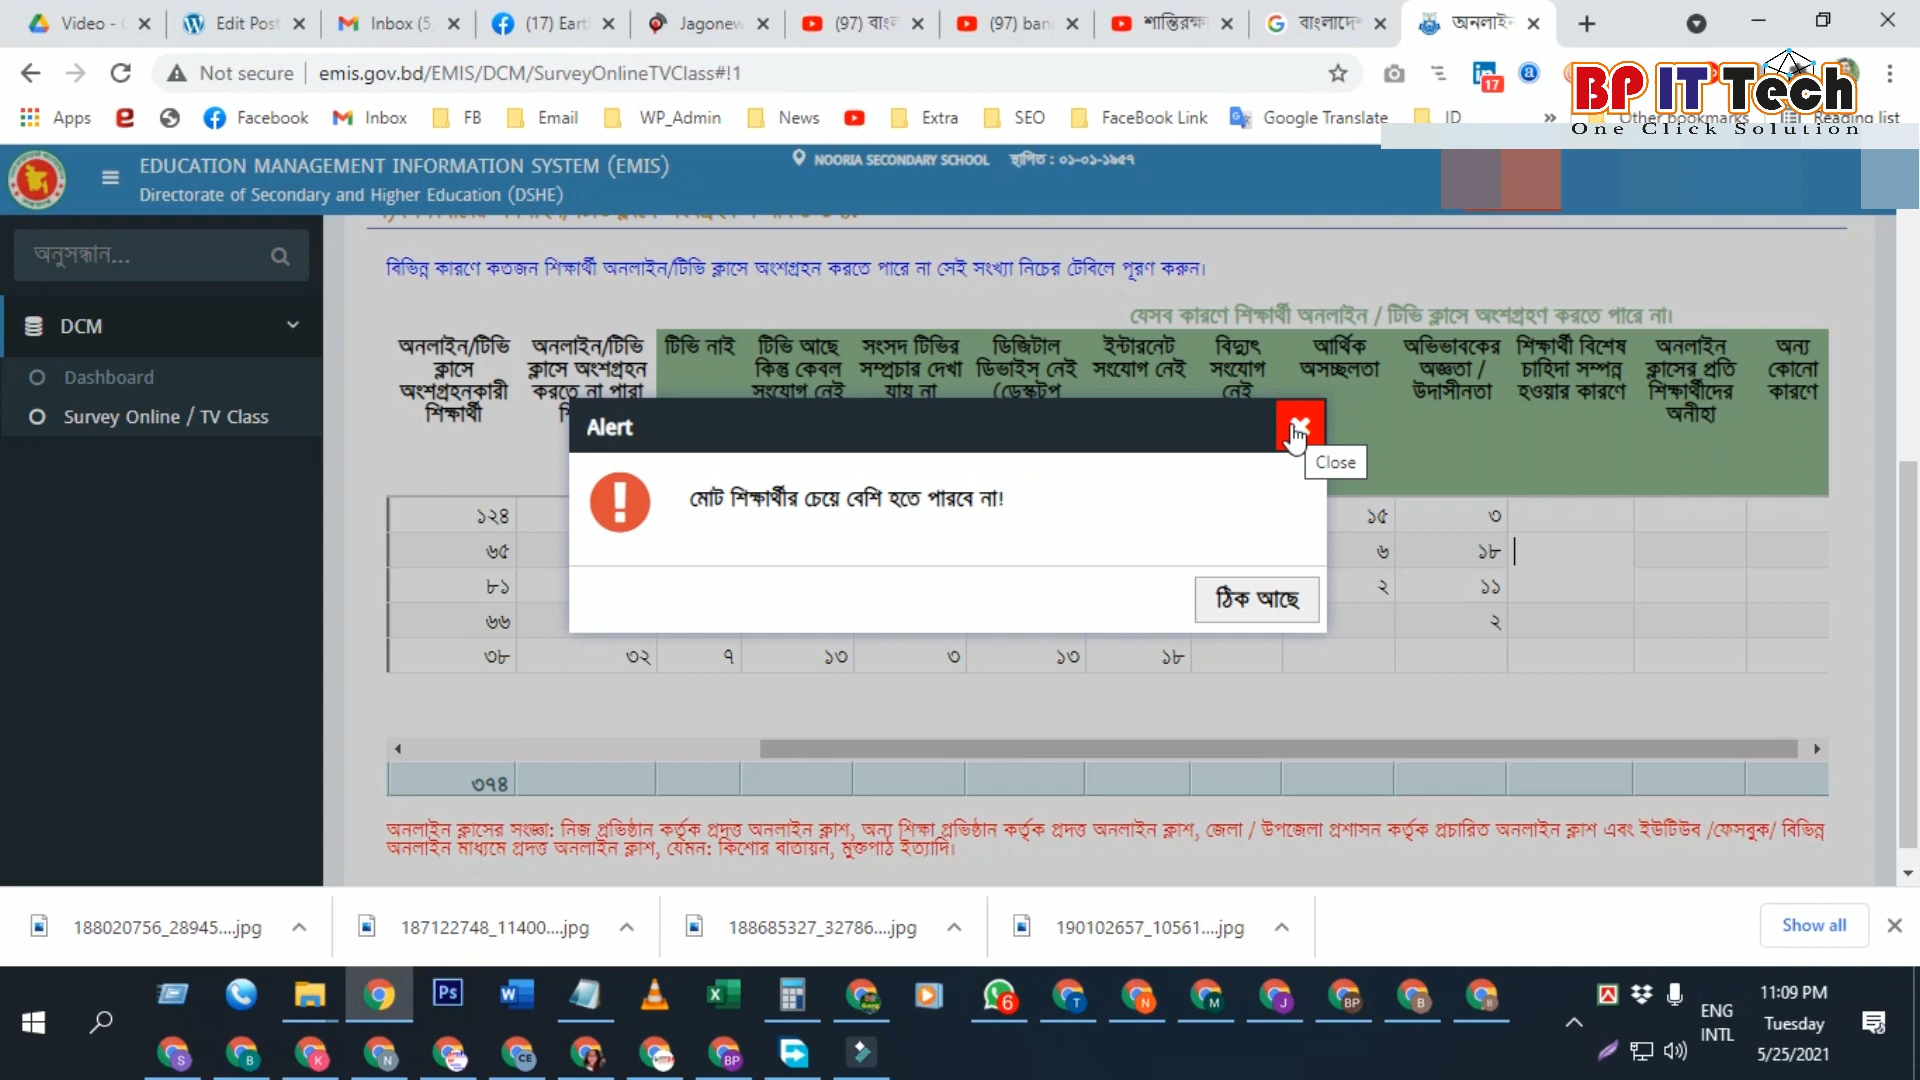 Video -
Edit Post
Inbox (5
(17) Eart
Jagonew
(97) বাংল
(97) ban
শান্তিরক্ষ
বাংলাদে
অনলাইন
Not secure
emis.gov.bd/EMIS/DCM/SurveyOnlineTVClass#!1
BP IT Tech
One Click Solution
Apps
Facebook
Inbox
FB
Email
WP_Admin
News
Extra
SEO
FaceBook Link
Google Translate
ID
Other bookmarks
Reading list
17
EDUCATION MANAGEMENT INFORMATION SYSTEM (EMIS)
Directorate of Secondary and Higher Education (DSHE)
NOORIA SECONDARY SCHOOL স্থাপিত : ০১-০১-১৯৫৭
অনুসন্ধান...
DCM
Dashboard
Survey Online / TV Class
বিভিন্ন কারণে কতজন শিক্ষার্থী অনলাইন/টিভি ক্লাসে অংশগ্রহন করতে পারে না সেই সংখ্যা নিচের টেবিলে পূরণ করুন।
যেসব কারণে শিক্ষার্থী অনলাইন / টিভি ক্লাসে অংশগ্রহণ করতে পারে না।
অনলাইন/টিভি ক্লাসে অংশগ্রহনকারী শিক্ষার্থী
অনলাইন/টিভি ক্লাসে অংশগ্রহন করতে না পারা
টিভি নাই
টিভি আছে কিন্তু কেবল সংযোগ নেই
সংসদ টিভির সম্প্রচার দেখা যায় না
ডিজিটাল ডিভাইস নেই (ডেস্কটপ
ইন্টারনেট সংযোগ নেই
বিদ্যুৎ সংযোগ নেই
আর্থিক অসচ্ছলতা
অভিভাবকের অজ্ঞতা / উদাসীনতা
শিক্ষার্থী বিশেষ চাহিদা সম্পন্ন হওয়ার কারণে
অনলাইন ক্লাসের প্রতি শিক্ষার্থীদের অনীহা
অন্য কোনো কারণে
Alert
Close
মোট শিক্ষার্থীর চেয়ে বেশি হতে পারবে না!
ঠিক আছে
১২৪ ১৫ ৩
৬৫ ৬ ১৮
৮১ ২ ১১
৬৬ ২
৩৮ ৩২ ৭ ১৩ ৩ ১৩ ১৮
৩৭৪
অনলাইন ক্লাসের সংজ্ঞা: নিজ প্রতিষ্ঠান কর্তৃক প্রদত্ত অনলাইন ক্লাশ, অন্য শিক্ষা প্রতিষ্ঠান কর্তৃক প্রদত্ত অনলাইন ক্লাশ, জেলা / উপজেলা প্রশাসন কর্তৃক প্রচারিত অনলাইন ক্লাশ এবং ইউটিউব /ফেসবুক/ বিভিন্ন
অনলাইন মাধ্যমে প্রদত্ত অনলাইন ক্লাশ, যেমন: কিশোর বাতায়ন, মুক্তপাঠ ইত্যাদি।
188020756_28945....jpg
187122748_11400....jpg
188685327_32786....jpg
190102657_10561....jpg
Show all
11:09 PM
ENG
INTL
Tuesday
5/25/2021